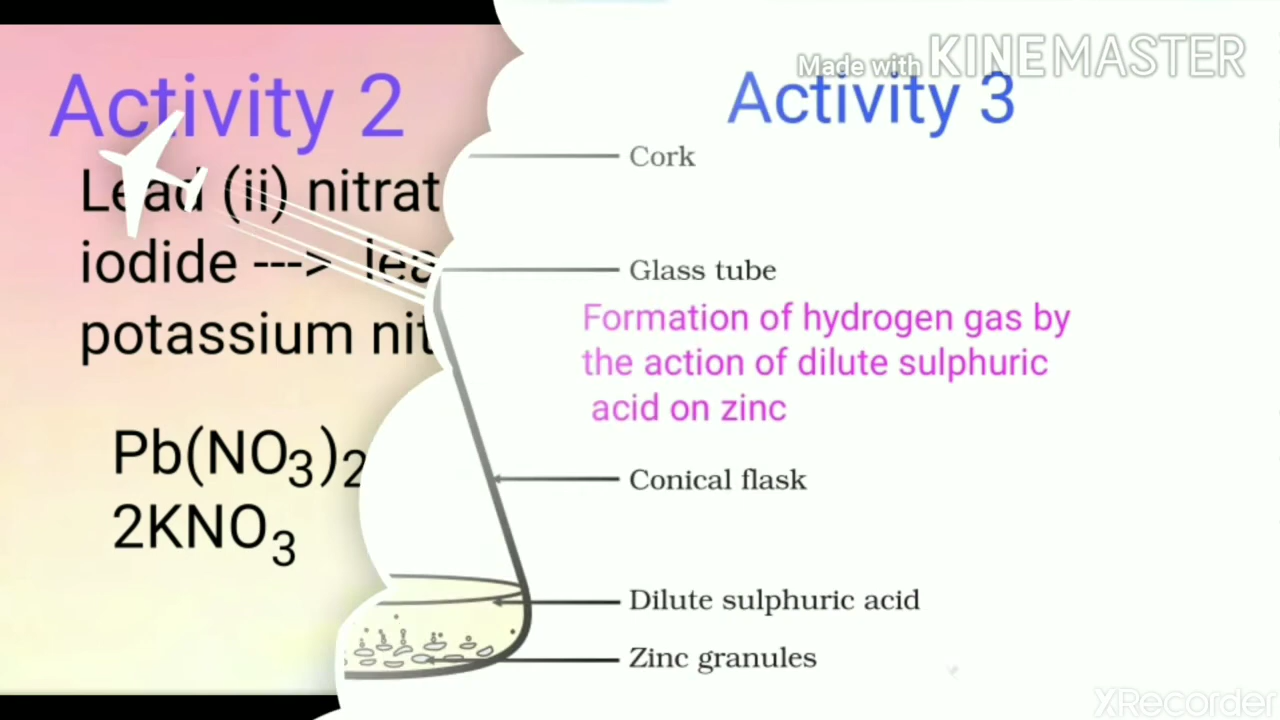 Activity 2
Lead (ii) nitrat
iodide ---> lea
potassium nit
Pb(NO3)2
2KNO3
Made with KINEMASTER
Activity 3
Cork
Glass tube
Formation of hydrogen gas by
the action of dilute sulphuric
acid on zinc
Conical flask
Dilute sulphuric acid
Zinc granules
XRecorder